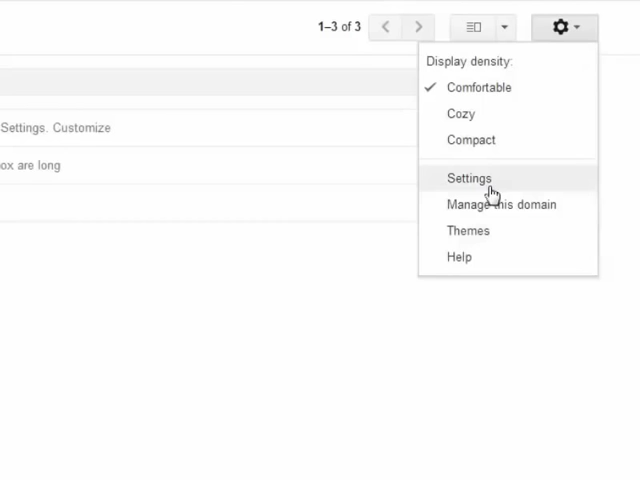 1–3 of 3
Display density:
Comfortable
Settings. Customize
Cozy
Compact
ox are long
Settings
Manage this domain
Themes
Help